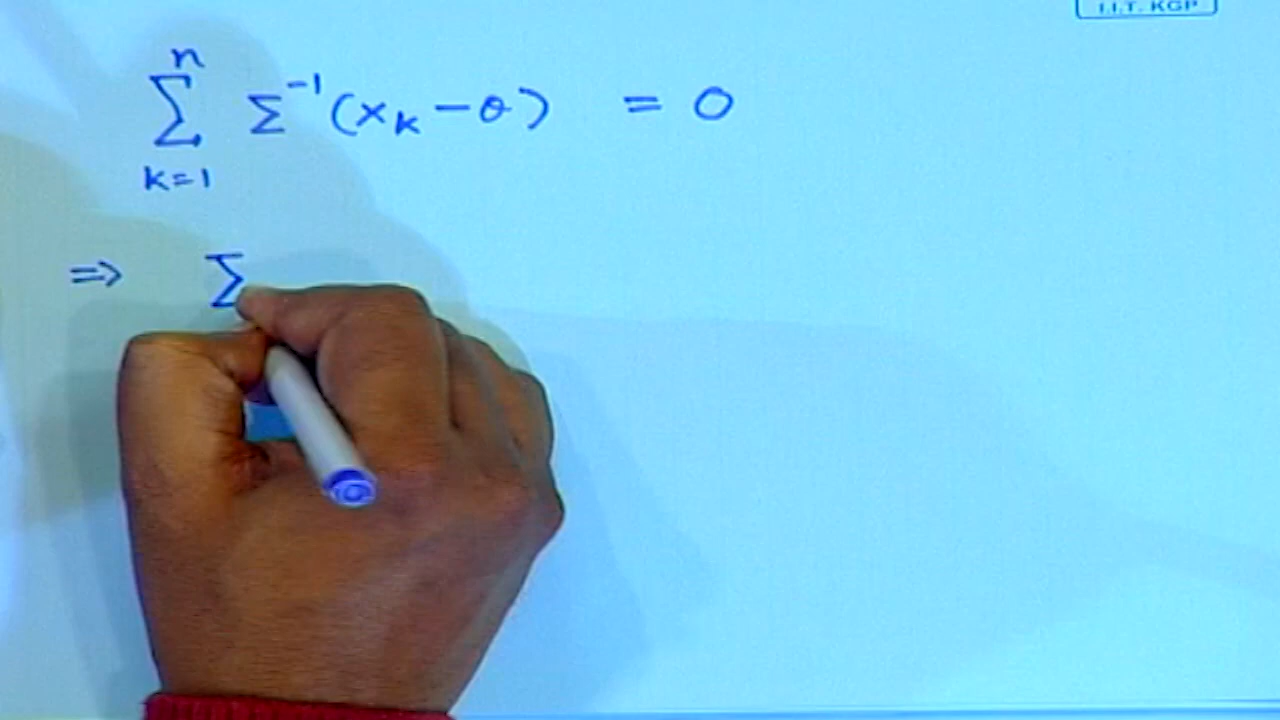 I.I.T. KGP
n
∑ Σ⁻¹(xₖ − θ) = 0
k=1
⇒ Σ